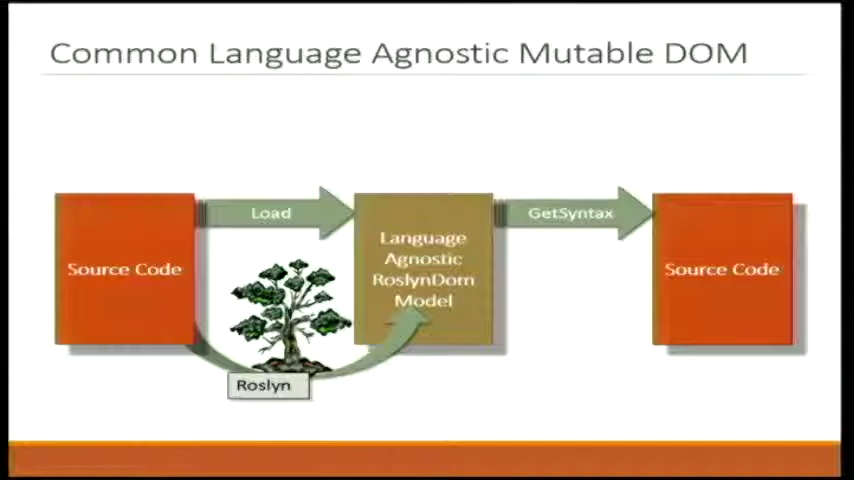 Common Language Agnostic Mutable DOM
Load
GetSyntax
Source Code
Language
Agnostic
RoslynDom
Model
Source Code
Roslyn